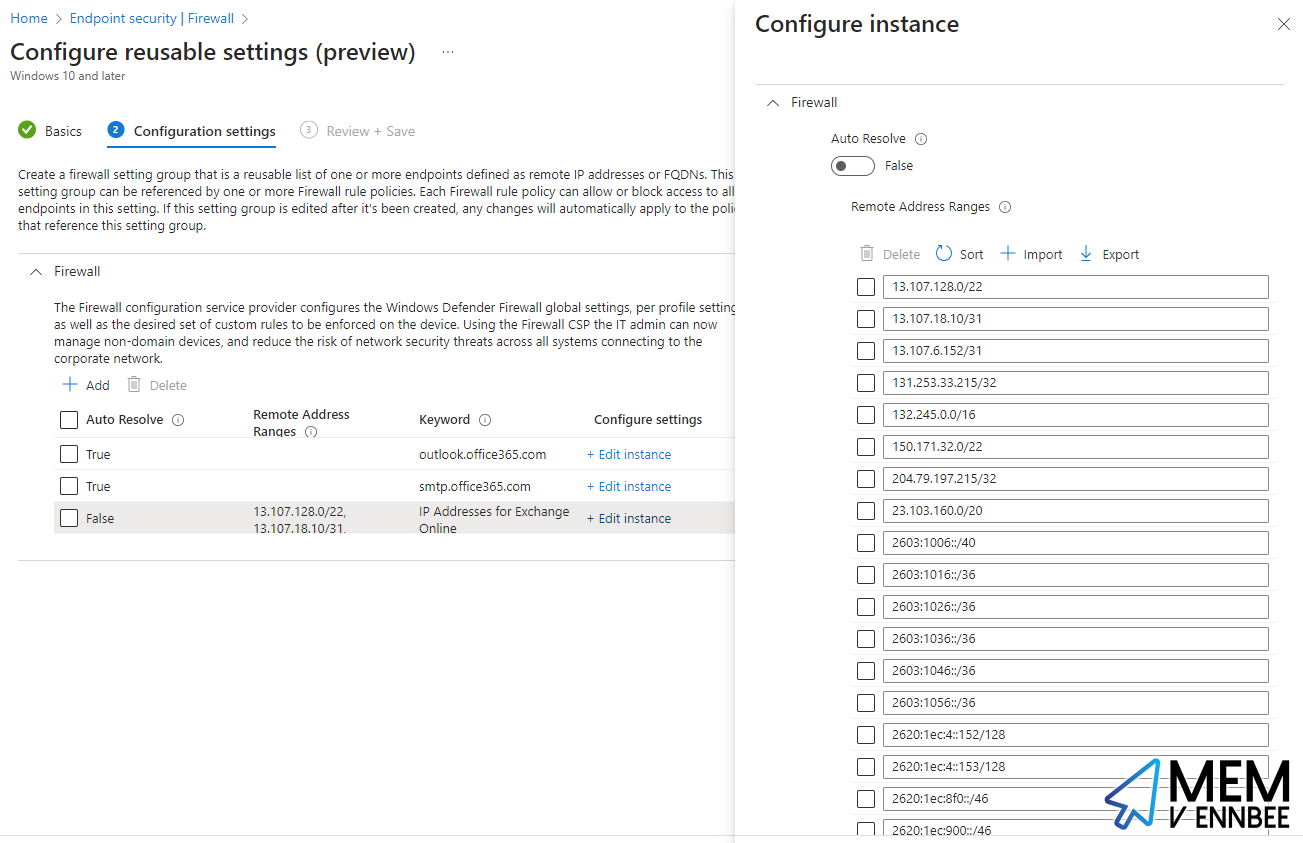 Home > Endpoint security | Firewall >
Configure reusable settings (preview) ...
Windows 10 and later
Basics
2 Configuration settings
3 Review + Save
Create a firewall setting group that is a reusable list of one or more endpoints defined as remote IP addresses or FQDNs. This
setting group can be referenced by one or more Firewall rule policies. Each Firewall rule policy can allow or block access to all
endpoints in this setting. If this setting group is edited after it's been created, any changes will automatically apply to the
that reference this setting group.
Firewall
The Firewall configuration service provider configures the Windows Defender Firewall global settings, per profile setting
as well as the desired set of custom rules to be enforced on the device. Using the Firewall CSP the IT admin can now
manage non-domain devices, and reduce the risk of network security threats across all systems connecting to the
corporate network.
+ Add
Delete
Auto Resolve
Remote Address
Ranges
Keyword
Configure settings
True
outlook.office365.com
+ Edit instance
True
smtp.office365.com
+ Edit instance
False
13.107.128.0/22,
13.107.18.10/31,
IP Addresses for Exchange
Online
+ Edit instance
Configure instance
Firewall
Auto Resolve
False
Remote Address Ranges
Delete
Sort
+ Import
Export
13.107.128.0/22
13.107.18.10/31
13.107.6.152/31
131.253.33.215/32
132.245.0.0/16
150.171.32.0/22
204.79.197.215/32
23.103.160.0/20
2603:1006::/40
2603:1016::/36
2603:1026::/36
2603:1036::/36
2603:1046::/36
2603:1056::/36
2620:1ec:4::152/128
2620:1ec:4::153/128
2620:1ec:8f0::/46
2620:1ec:900::/46
MEM
V ENNBEE